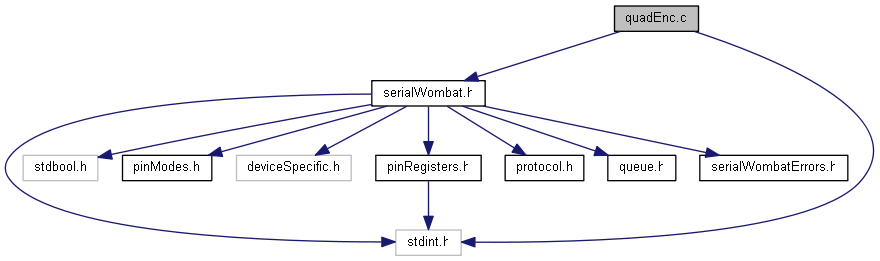 quadEnc.c
serialWombat.h
stdbool.h
pinModes.h
deviceSpecific.h
pinRegisters.h
protocol.h
queue.h
serialWombatErrors.h
stdint.h